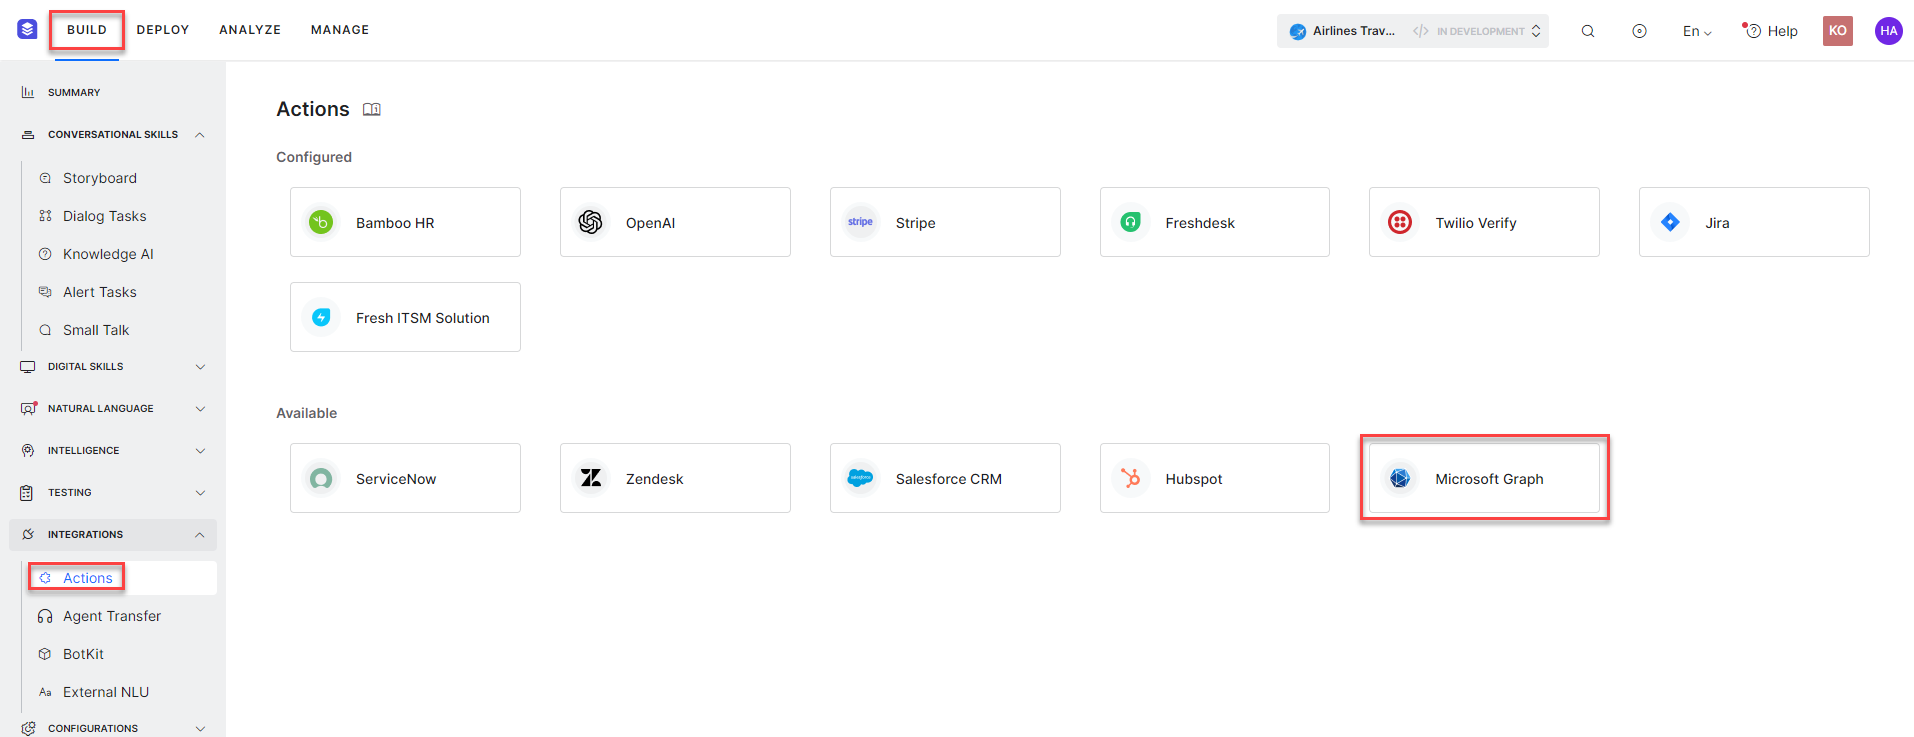 BUILD DEPLOY ANALYZE MANAGE Airlines Trav... </> IN DEVELOPMENT En Help KO HA
SUMMARY
CONVERSATIONAL SKILLS
Storyboard
Dialog Tasks
Knowledge AI
Alert Tasks
Small Talk
DIGITAL SKILLS
NATURAL LANGUAGE
INTELLIGENCE
TESTING
INTEGRATIONS
Actions
Agent Transfer
BotKit
Aa External NLU
CONFIGURATIONS
Actions
Configured
Bamboo HR
OpenAI
stripe Stripe
Freshdesk
Twilio Verify
Jira
Fresh ITSM Solution
Available
ServiceNow
Zendesk
salesforce Salesforce CRM
Hubspot
Microsoft Graph